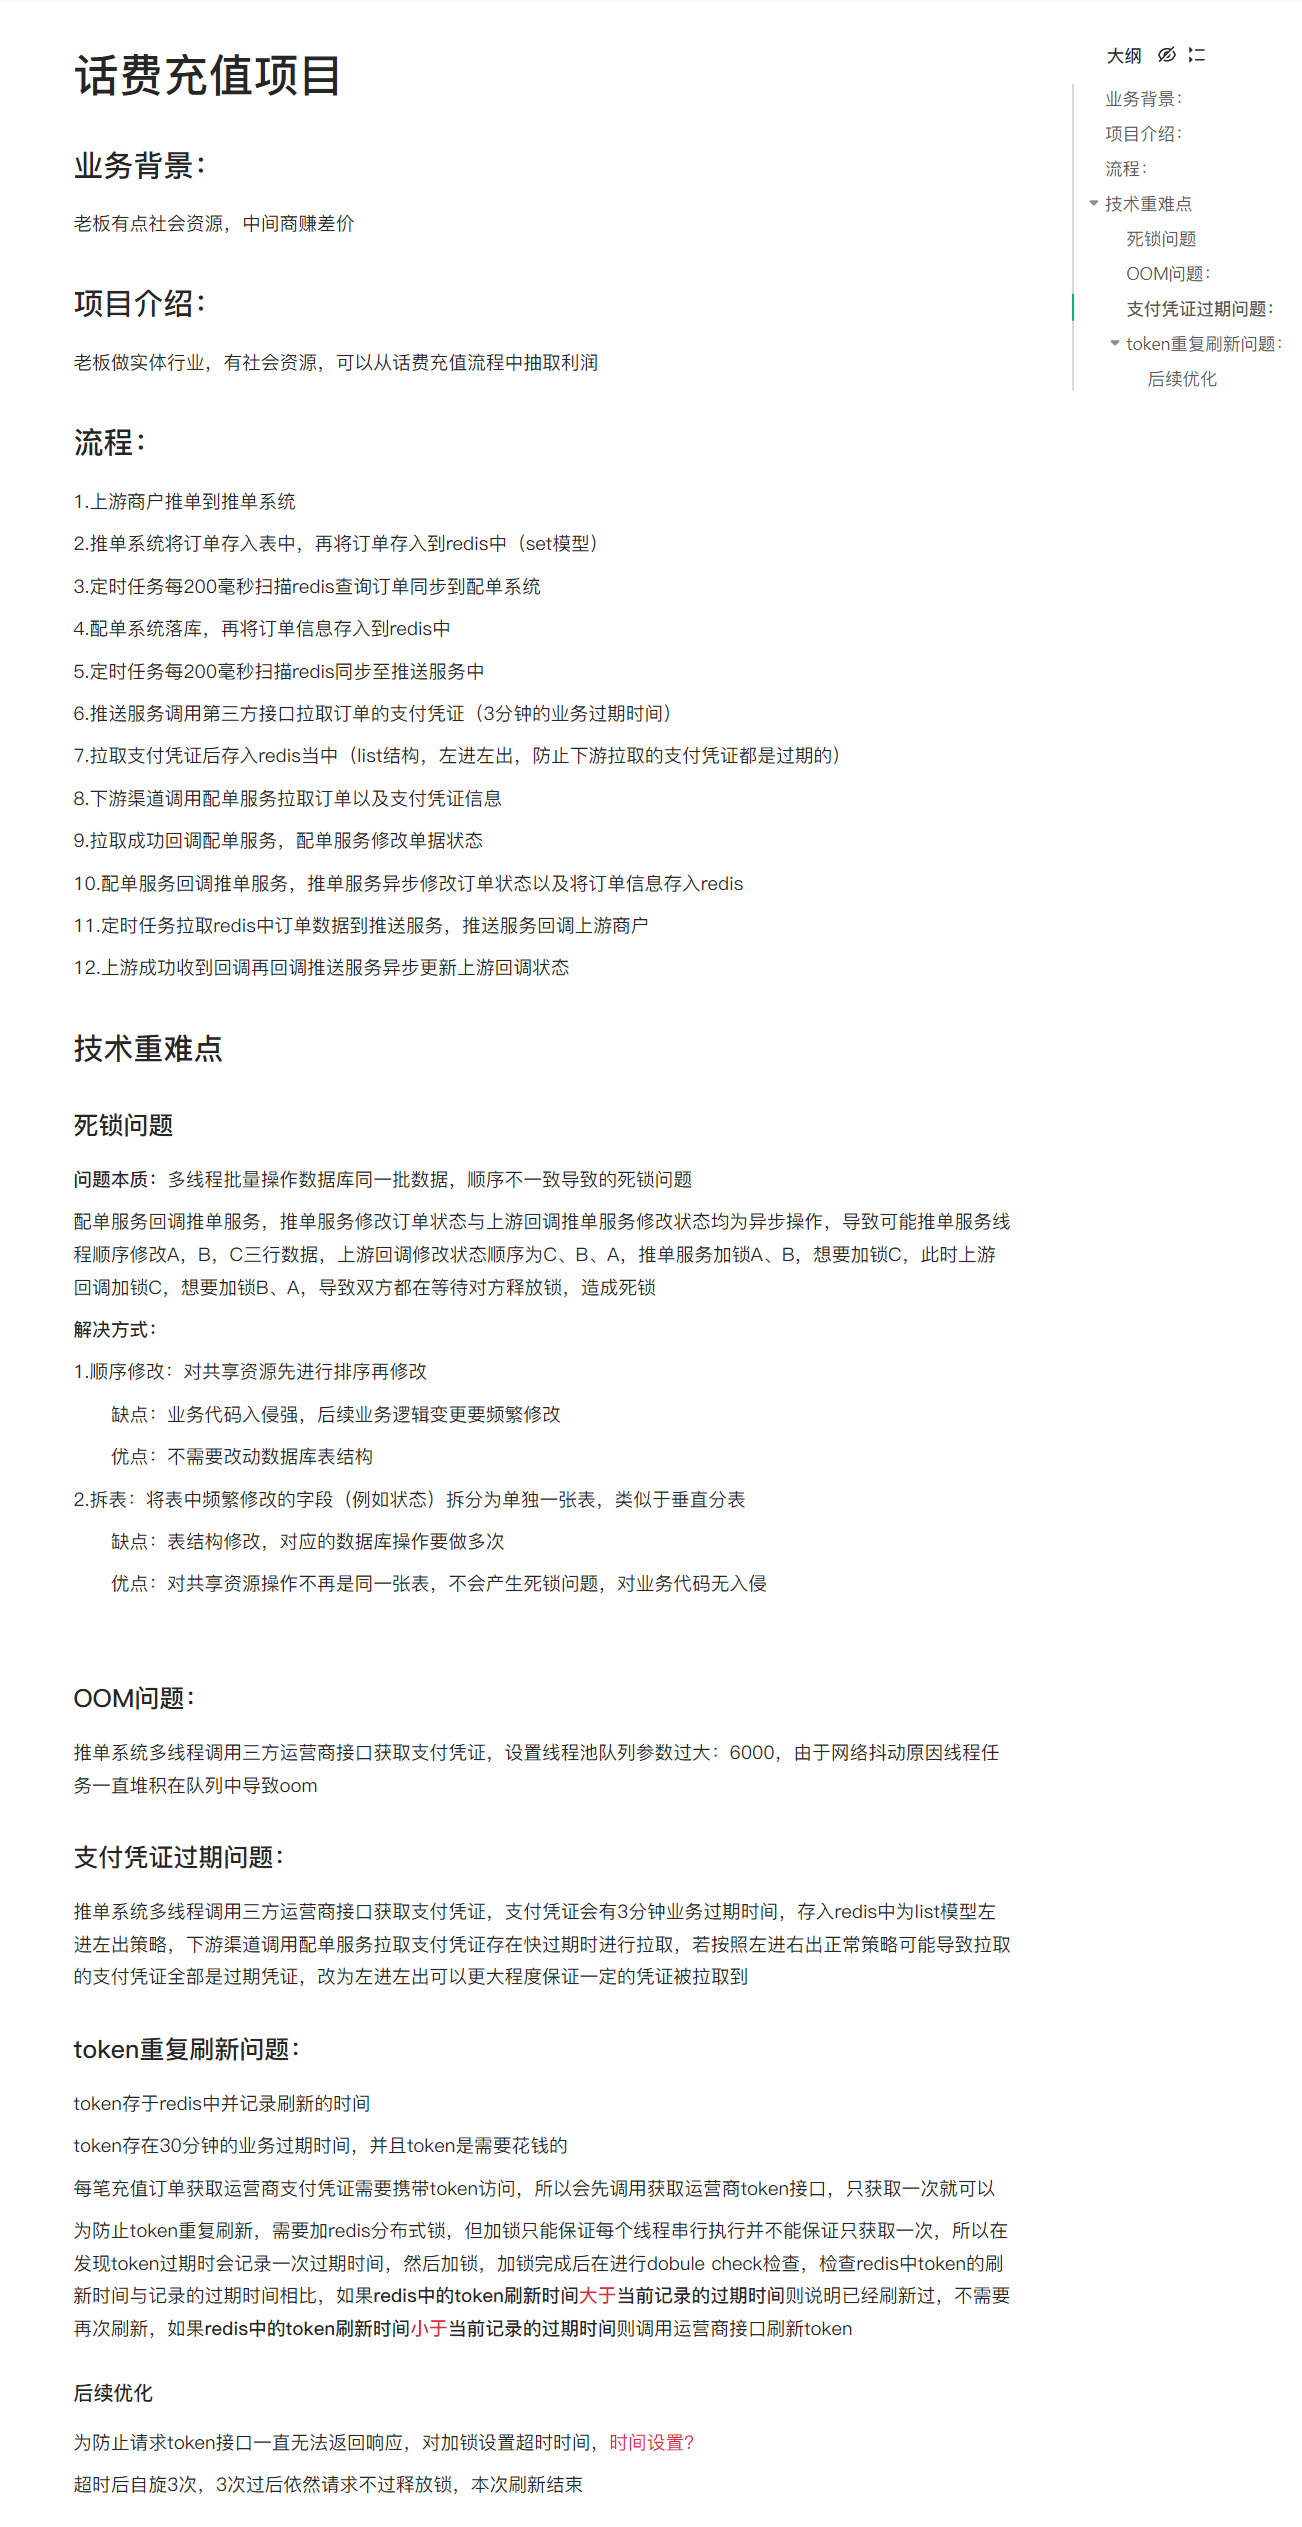 话费充值项目
业务背景：
老板有点社会资源，中间商赚差价
项目介绍：
老板做实体行业，有社会资源，可以从话费充值流程中抽取利润
流程：
1.上游商户推单到推单系统
2.推单系统将订单存入表中，再将订单存入到redis中（set模型）
3.定时任务每200毫秒扫描redis查询订单同步到配单系统
4.配单系统落库，再将订单信息存入到redis中
5.定时任务每200毫秒扫描redis同步至推送服务中
6.推送服务调用第三方接口拉取订单的支付凭证（3分钟的业务过期时间）
7.拉取支付凭证后存入redis当中（list结构，左进左出，防止下游拉取的支付凭证都是过期的）
8.下游渠道调用配单服务拉取订单以及支付凭证信息
9.拉取成功回调配单服务，配单服务修改单据状态
10.配单服务回调推单服务，推单服务异步修改订单状态以及将订单信息存入redis
11.定时任务拉取redis中订单数据到推送服务，推送服务回调上游商户
12.上游成功收到回调再回调推送服务异步更新上游回调状态
技术重难点
死锁问题
问题本质：多线程批量操作数据库同一批数据，顺序不一致导致的死锁问题
配单服务回调推单服务，推单服务修改订单状态与上游回调推单服务修改状态均为异步操作，导致可能推单服务线
程顺序修改A，B，C三行数据，上游回调修改状态顺序为C、B、A，推单服务加锁A、B，想要加锁C，此时上游
回调加锁C，想要加锁B、A，导致双方都在等待对方释放锁，造成死锁
解决方式：
1.顺序修改：对共享资源先进行排序再修改
缺点：业务代码入侵强，后续业务逻辑变更要频繁修改
优点：不需要改动数据库表结构
2.拆表：将表中频繁修改的字段（例如状态）拆分为单独一张表，类似于垂直分表
缺点：表结构修改，对应的数据库操作要做多次
优点：对共享资源操作不再是同一张表，不会产生死锁问题，对业务代码无入侵
OOM问题：
推单系统多线程调用三方运营商接口获取支付凭证，设置线程池队列参数过大：6000，由于网络抖动原因线程任
务一直堆积在队列中导致oom
支付凭证过期问题：
推单系统多线程调用三方运营商接口获取支付凭证，支付凭证会有3分钟业务过期时间，存入redis中为list模型左
进左出策略，下游渠道调用配单服务拉取支付凭证存在快过期时进行拉取，若按照左进右出正常策略可能导致拉取
的支付凭证全部是过期凭证，改为左进左出可以更大程度保证一定的凭证被拉取到
token重复刷新问题：
token存于redis中并记录刷新的时间
token存在30分钟的业务过期时间，并且token是需要花钱的
每笔充值订单获取运营商支付凭证需要携带token访问，所以会先调用获取运营商token接口，只获取一次就可以
为防止token重复刷新，需要加redis分布式锁，但加锁只能保证每个线程串行执行并不能保证只获取一次，所以在
发现token过期时会记录一次过期时间，然后加锁，加锁完成后在进行dobule check检查，检查redis中token的刷
新时间与记录的过期时间相比，如果redis中的token刷新时间大于当前记录的过期时间则说明已经刷新过，不需要
再次刷新，如果redis中的token刷新时间小于当前记录的过期时间则调用运营商接口刷新token
后续优化
为防止请求token接口一直无法返回响应，对加锁设置超时时间，时间设置？
超时后自旋3次，3次过后依然请求不过释放锁，本次刷新结束
大纲
业务背景：
项目介绍：
流程：
技术重难点
死锁问题
OOM问题：
支付凭证过期问题：
token重复刷新问题：
后续优化